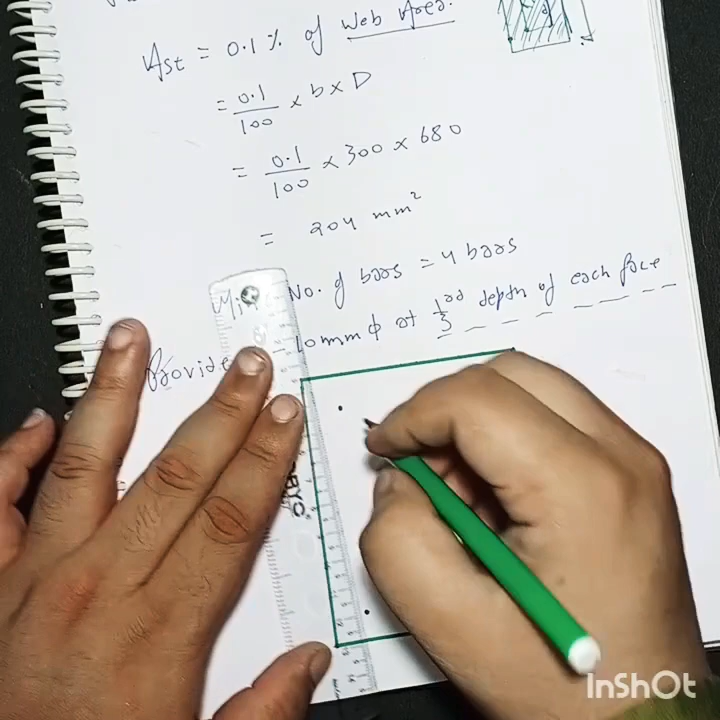 Ast = 0.1 % of Web Area.
= 0.1/100 × b × D
= 0.1/100 × 300 × 680
= 204 mm²
Min No. of bars = 4 bars
Provide - 10mm ϕ at 1/3rd depth of each face
InShOt